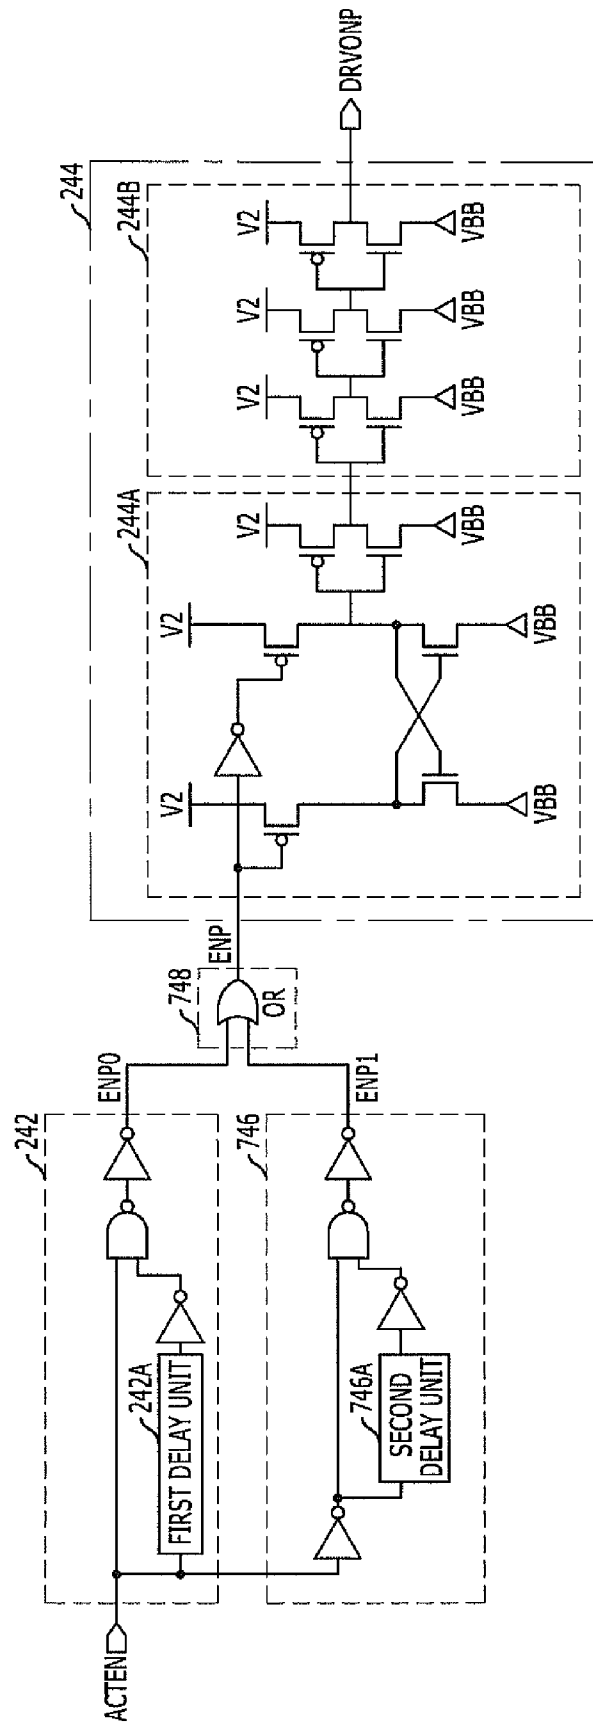 ACTEN
242
242A
FIRST DELAY UNIT
746
746A
SECOND
DELAY UNIT
ENP0
ENP1
748
OR
ENP
244
244A
V2
V2
V2
VBB
VBB
VBB
244B
V2
V2
V2
VBB
VBB
VBB
DRVONP